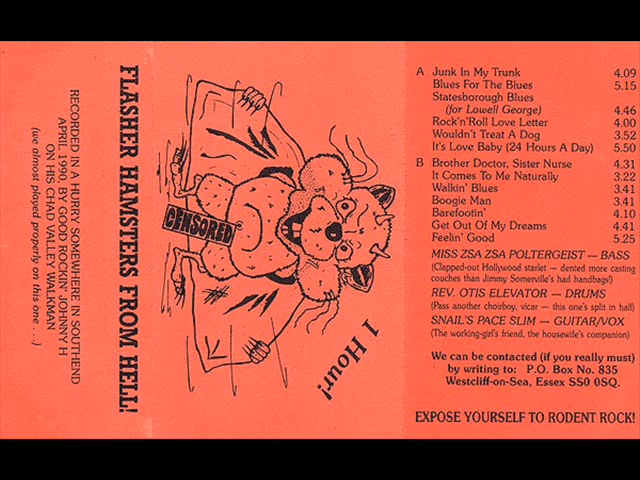 RECORDED IN A HURRY SOMEWHERE IN SOUTHEND
APRIL 1990, BY GOOD ROCKIN' JOHNNY H
ON HIS CHAD VALLEY WALKMAN
(we almost played properly on this one . . .)
FLASHER HAMSTERS FROM HELL!
CENSORED
1 Hour!
A Junk In My Trunk 4.09
Blues For The Blues 5.15
Statesborough Blues
(for Lowell George) 4.46
Rock'n'Roll Love Letter 4.00
Wouldn't Treat A Dog 3.52
It's Love Baby (24 Hours A Day) 5.50
B Brother Doctor, Sister Nurse 4.31
It Comes To Me Naturally 3.22
Walkin' Blues 3.41
Boogie Man 3.41
Barefootin' 4.10
Get Out Of My Dreams 4.41
Feelin' Good 5.25
MISS ZSA ZSA POLTERGEIST — BASS
(Clapped-out Hollywood starlet — dented more casting
couches than Jimmy Somerville's had handbags!)
REV. OTIS ELEVATOR — DRUMS
(Pass another choirboy, vicar — this one's split in half)
SNAIL'S PACE SLIM — GUITAR/VOX
(The working-girl's friend, the housewife's companion)
We can be contacted (if you really must)
by writing to: P.O. Box No. 835
Westcliff-on-Sea, Essex SS0 0SQ.
EXPOSE YOURSELF TO RODENT ROCK!